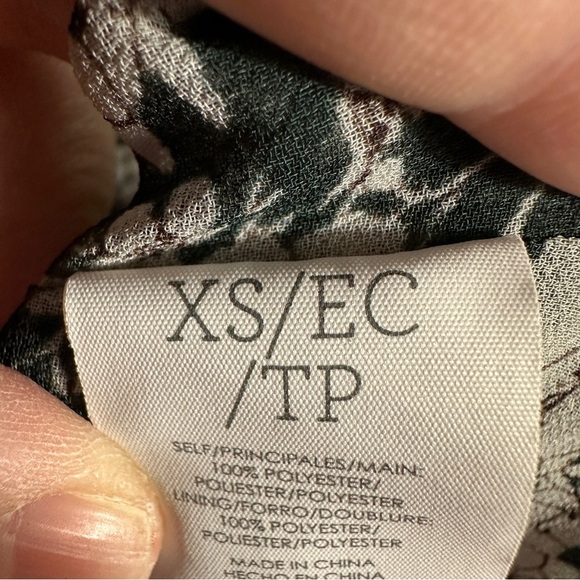 XS/EC
/TP
SELF/PRINCIPALES/MAIN:
100% POLYESTER/
POLIESTER/POLYESTER
LINING/FORRO/DOUBLURE:
100% POLYESTER/
POLIESTER/POLYESTER
MADE IN CHINA
HECHO EN CHINA